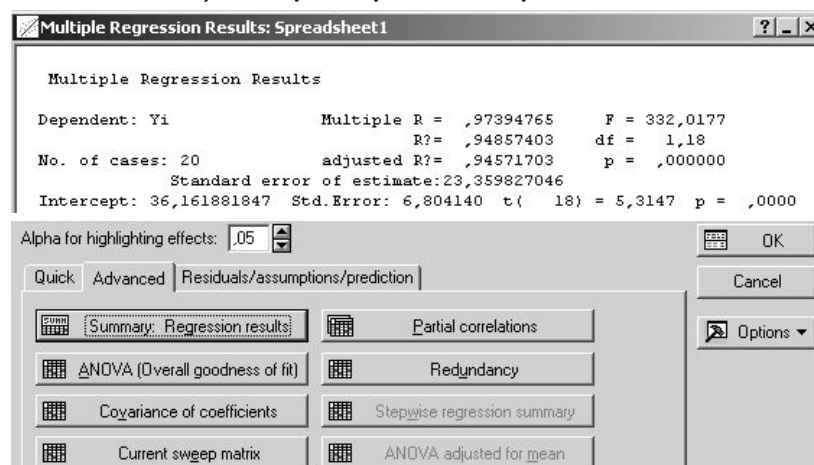 Multiple Regression Results: Spreadsheet1
Multiple Regression Results
Dependent: Yi Multiple R = ,97394765 F = 332,0177
R?= ,94857403 df = 1,18
No. of cases: 20 adjusted R?= ,94571703 p = ,000000
Standard error of estimate:23,359827046
Intercept: 36,161881847 Std.Error: 6,804140 t( 18) = 5,3147 p = ,0000
Alpha for highlighting effects: ,05
OK
Quick Advanced Residuals/assumptions/prediction
Cancel
Summary: Regression results Partial correlations
Options
ANOVA (Overall goodness of fit) Redundancy
Covariance of coefficients Stepwise regression summary
Current sweep matrix ANOVA adjusted for mean